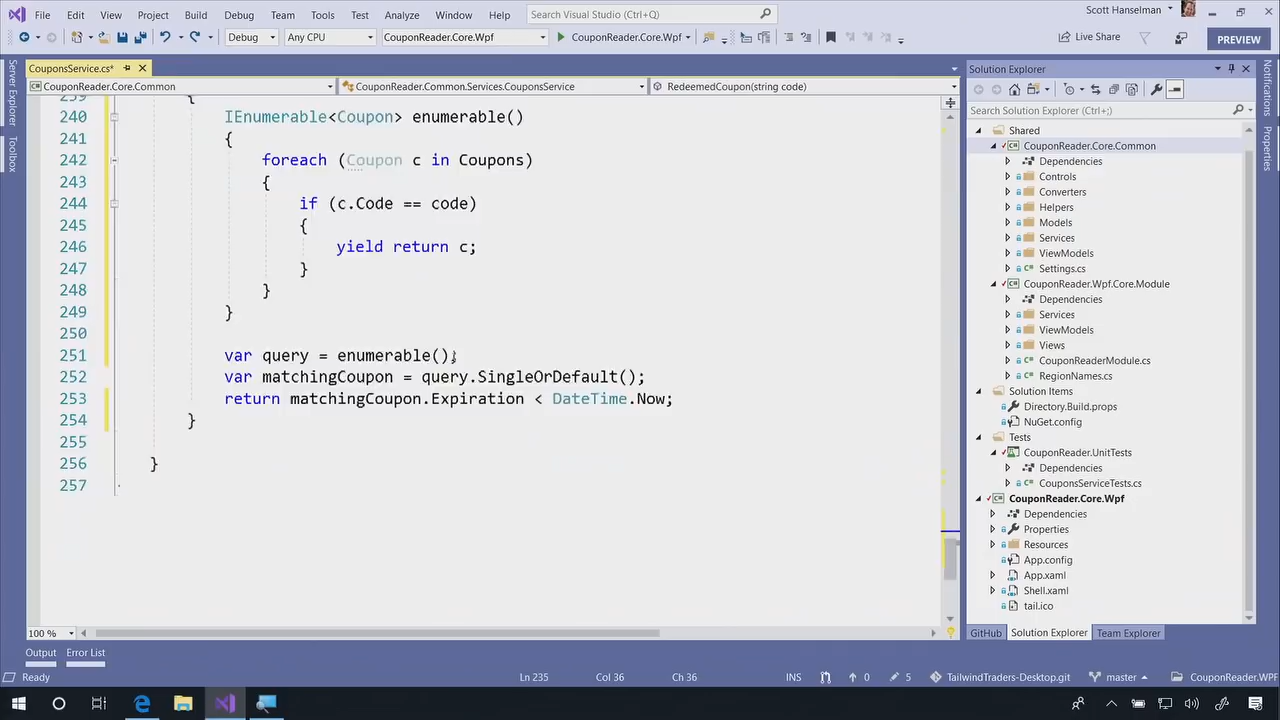 Scott Hanselman
File Edit View Project Build Debug Team Tools Test Analyze Window Help Search Visual Studio (Ctrl+Q)
Debug Any CPU CouponReader.Core.Wpf CouponReader.Core.Wpf Live Share PREVIEW
CouponsService.cs*
CouponReader.Core.Common CouponReader.Common.Services.CouponsService RedeemedCoupon(string code)
Server Explorer
Toolbox
239 {
240 IEnumerable<Coupon> enumerable()
241 {
242 foreach (Coupon c in Coupons)
243 {
244 if (c.Code == code)
245 {
246 yield return c;
247 }
248 }
249 }
250
251 var query = enumerable();
252 var matchingCoupon = query.SingleOrDefault();
253 return matchingCoupon.Expiration < DateTime.Now;
254 }
255
256 }
257
100 %
Solution Explorer
Search Solution Explorer (Ctrl+;)
Shared
CouponReader.Core.Common
Dependencies
Controls
Converters
Helpers
Models
Services
ViewModels
Settings.cs
CouponReader.Wpf.Core.Module
Dependencies
Services
ViewModels
Views
CouponReaderModule.cs
RegionNames.cs
Solution Items
Directory.Build.props
NuGet.config
Tests
CouponReader.UnitTests
Dependencies
CouponsServiceTests.cs
CouponReader.Core.Wpf
Dependencies
Properties
Resources
App.config
App.xaml
Shell.xaml
tail.ico
GitHub Solution Explorer Team Explorer
Notifications
Properties
Output Error List
Ready Ln 235 Col 36 Ch 36 INS 0 5 TailwindTraders-Desktop.git master CouponReader.WPF